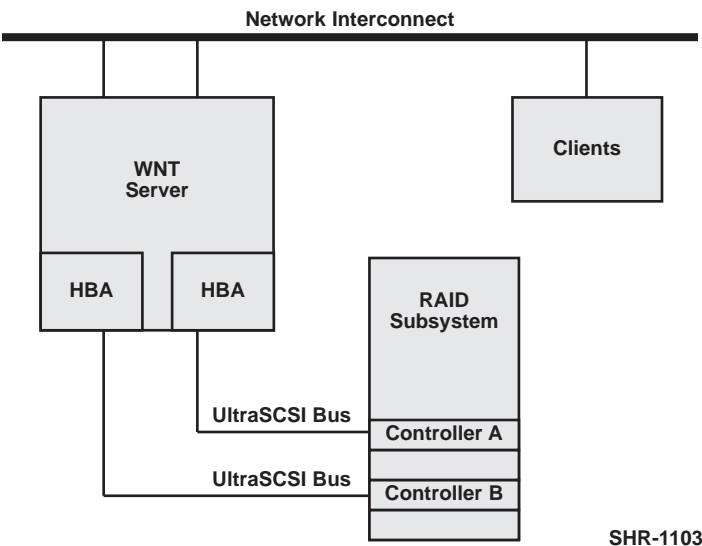 Network Interconnect
WNT
Server
Clients
HBA
HBA
RAID
Subsystem
UltraSCSI Bus
Controller A
UltraSCSI Bus
Controller B
SHR-1103